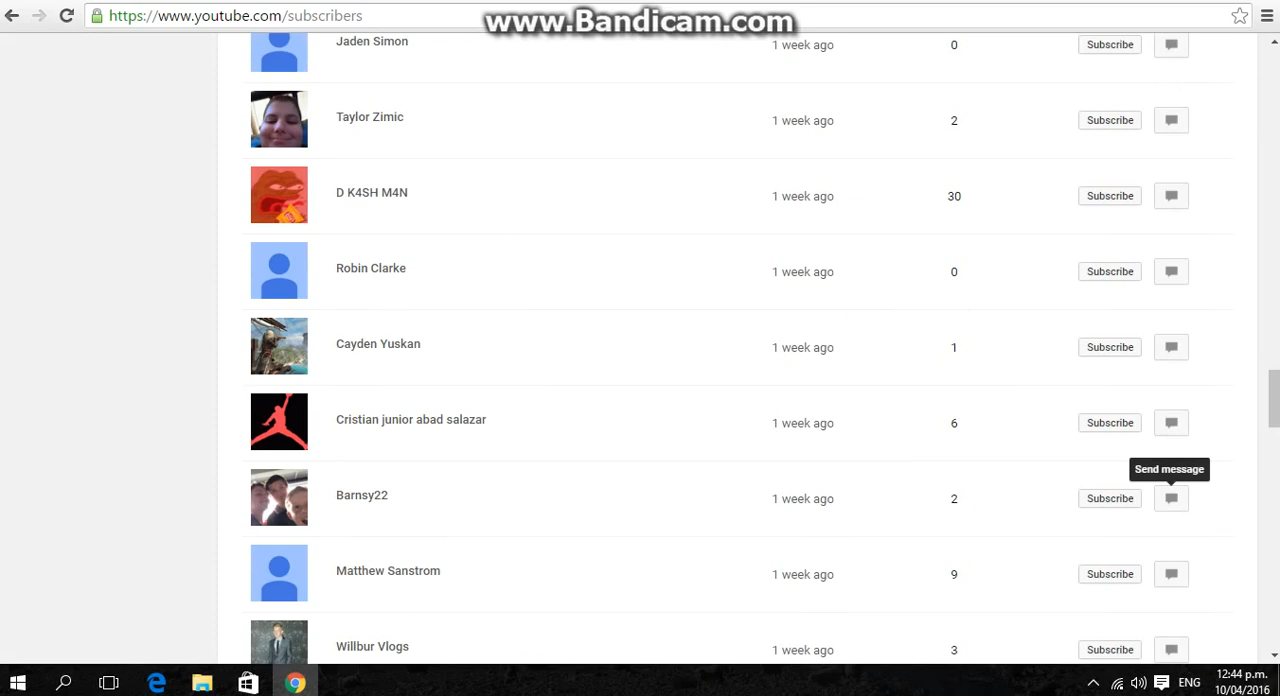 https://www.youtube.com/subscribers
www.Bandicam.com
Jaden Simon 1 week ago 0 Subscribe
Taylor Zimic 1 week ago 2 Subscribe
D K4SH M4N 1 week ago 30 Subscribe
Robin Clarke 1 week ago 0 Subscribe
Cayden Yuskan 1 week ago 1 Subscribe
Cristian junior abad salazar 1 week ago 6 Subscribe
Send message
Barnsy22 1 week ago 2 Subscribe
Matthew Sanstrom 1 week ago 9 Subscribe
Willbur Vlogs 1 week ago 3 Subscribe
ENG 12:44 p.m.
10/04/2016